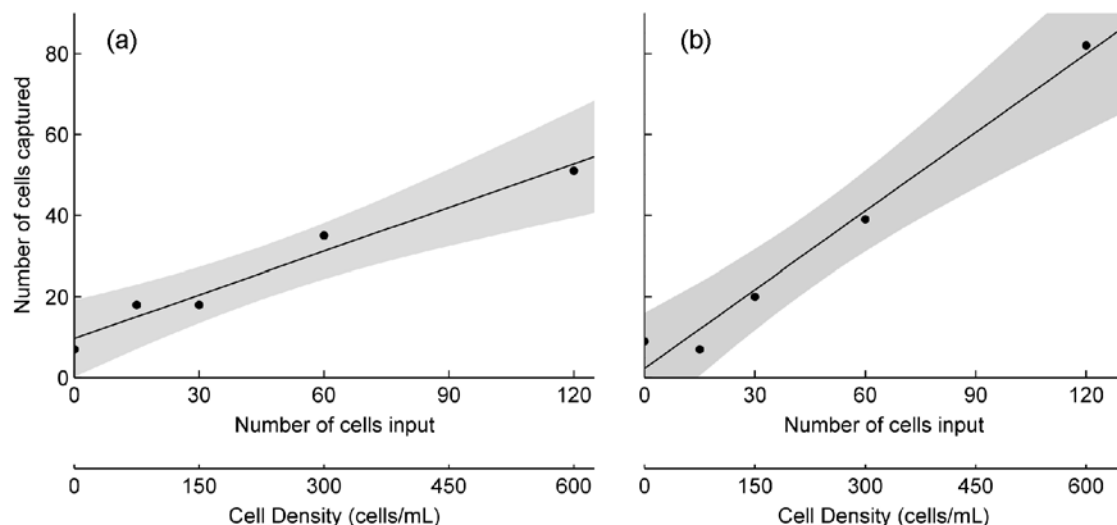 (a)
(b)
Number of cells captured
80
60
40
20
0
0 30 60 90 120
Number of cells input
0 150 300 450 600
Cell Density (cells/mL)
0 30 60 90 120
Number of cells input
0 150 300 450 600
Cell Density (cells/mL)